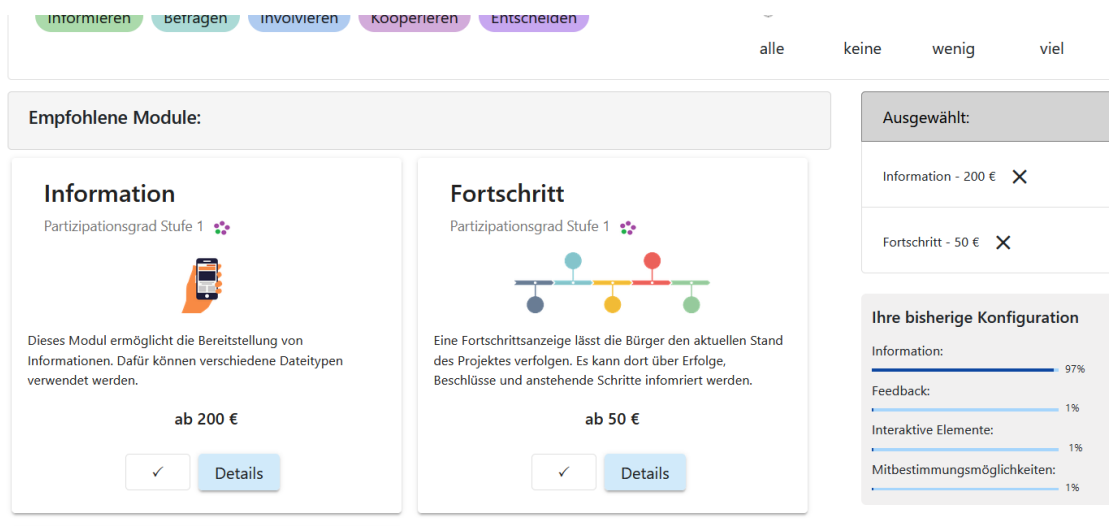 Informieren Befragen Involvieren Kooperieren Entscheiden
alle keine wenig viel
Empfohlene Module:
Information
Partizipationsgrad Stufe 1
Dieses Modul ermöglicht die Bereitstellung von
Informationen. Dafür können verschiedene Dateitypen
verwendet werden.
ab 200 €
✓ Details
Fortschritt
Partizipationsgrad Stufe 1
Eine Fortschrittsanzeige lässt die Bürger den aktuellen Stand
des Projektes verfolgen. Es kann dort über Erfolge,
Beschlüsse und anstehende Schritte infomriert werden.
ab 50 €
✓ Details
Ausgewählt:
Information - 200 € ✕
Fortschritt - 50 € ✕
Ihre bisherige Konfiguration
Information:
97%
Feedback:
1%
Interaktive Elemente:
1%
Mitbestimmungsmöglichkeiten:
1%